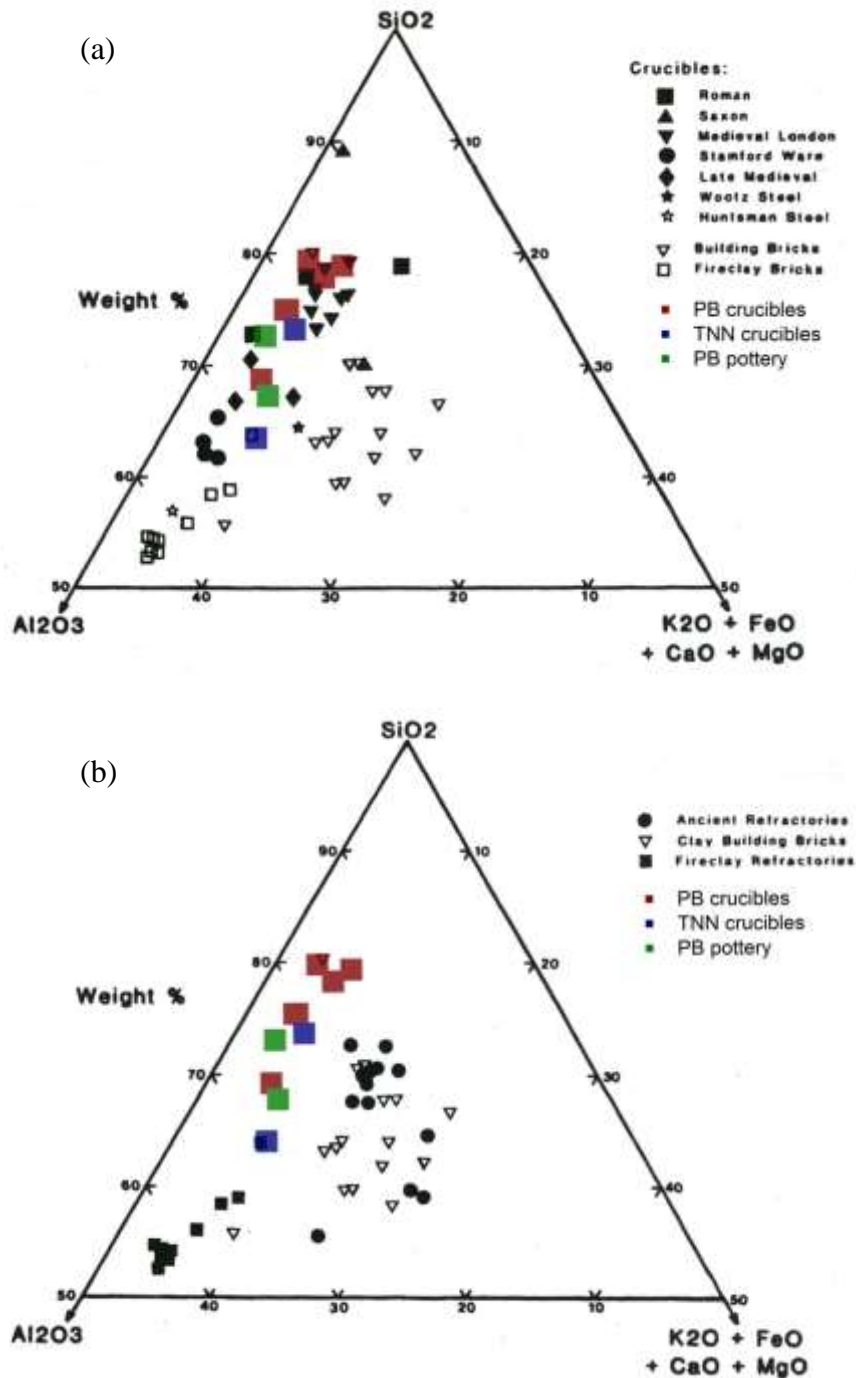 (a)
SiO2
Crucibles:
Roman
Saxon
Medieval London
Stamford Ware
Late Medieval
Wootz Steel
Huntsman Steel
Building Bricks
Fireclay Bricks
PB crucibles
TNN crucibles
PB pottery
90
10
80
20
Weight %
70
30
60
40
50
40
30
20
10
50
Al2O3
K2O + FeO
+ CaO + MgO
(b)
SiO2
Ancient Refractories
Clay Building Bricks
Fireclay Refractories
PB crucibles
TNN crucibles
PB pottery
90
10
80
20
Weight %
70
30
60
40
50
40
30
20
10
50
Al2O3
K2O + FeO
+ CaO + MgO